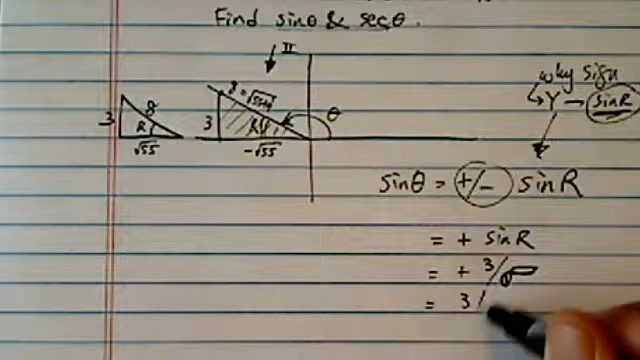 Find sinθ & secθ.
II
why sign
Y → sinR
3 8 R √55
3 8 = √55+9 R θ
-√55
sinθ = +/- sinR
= + sinR
= + 3/
= 3 /